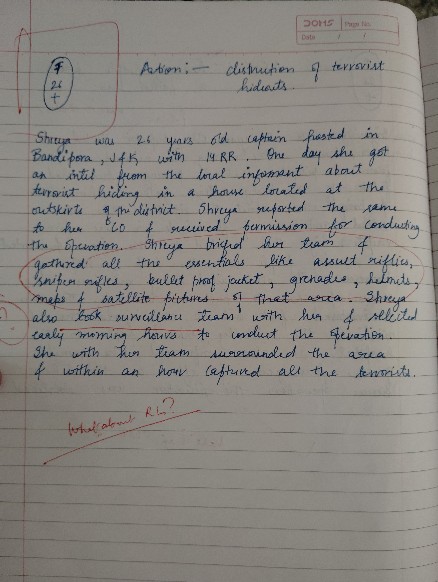 DOMS Page No.
Date / /
F
26
+
Action:- distruction of terrorist
hideouts
Shreya was 26 years old captain posted in
Bandipora, J&K with 14 RR. One day she got
an intel from the local informant about
terrorist hiding in a house located at the
outskirts of the district. Shreya reported the same
to her CO & received permission for conducting
the operation. Shreya brifed her team &
gathered all the essentials like assult riflies,
sniper rifles, bullet proof jacket, grenades, helmets,
maps & satellite pictures of that area. Shreya
also took surveillance team with her & sellected
early morning hours to conduct the operation.
She with her team surrounded the area
& within an hour captured all the terrorists.
What about RL?